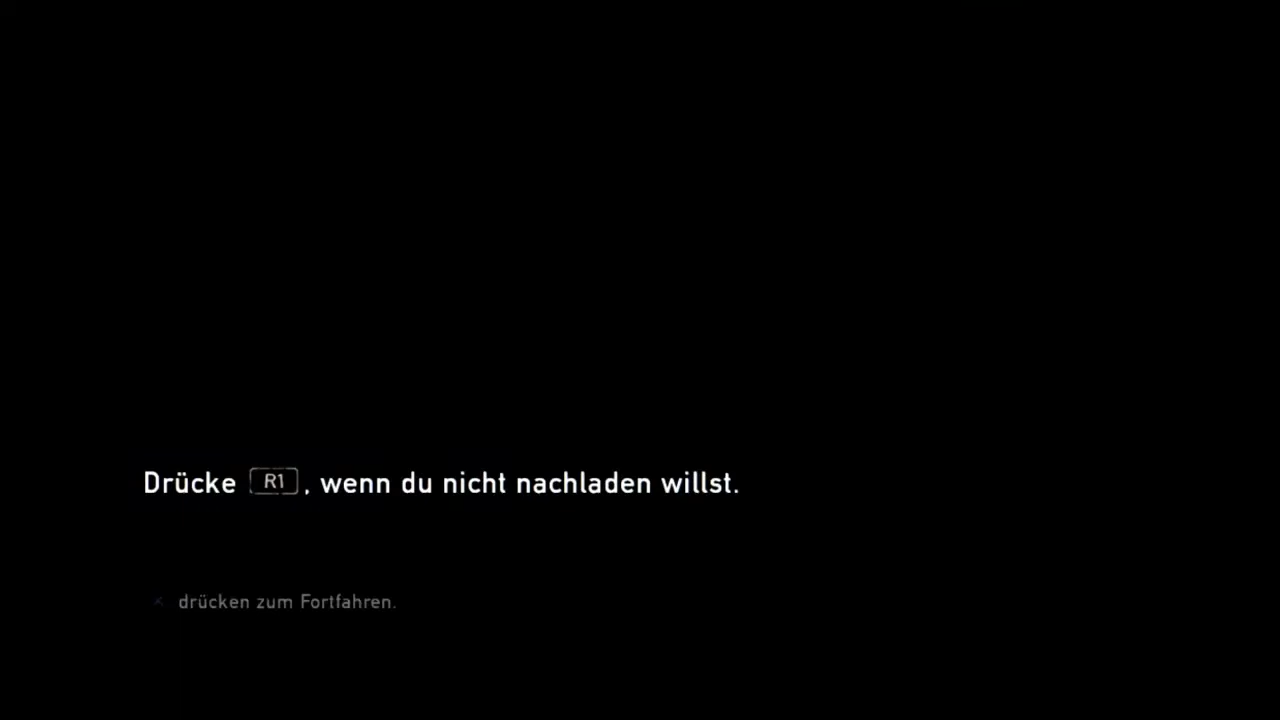 Drücke R1, wenn du nicht nachladen willst.
drücken zum Fortfahren.